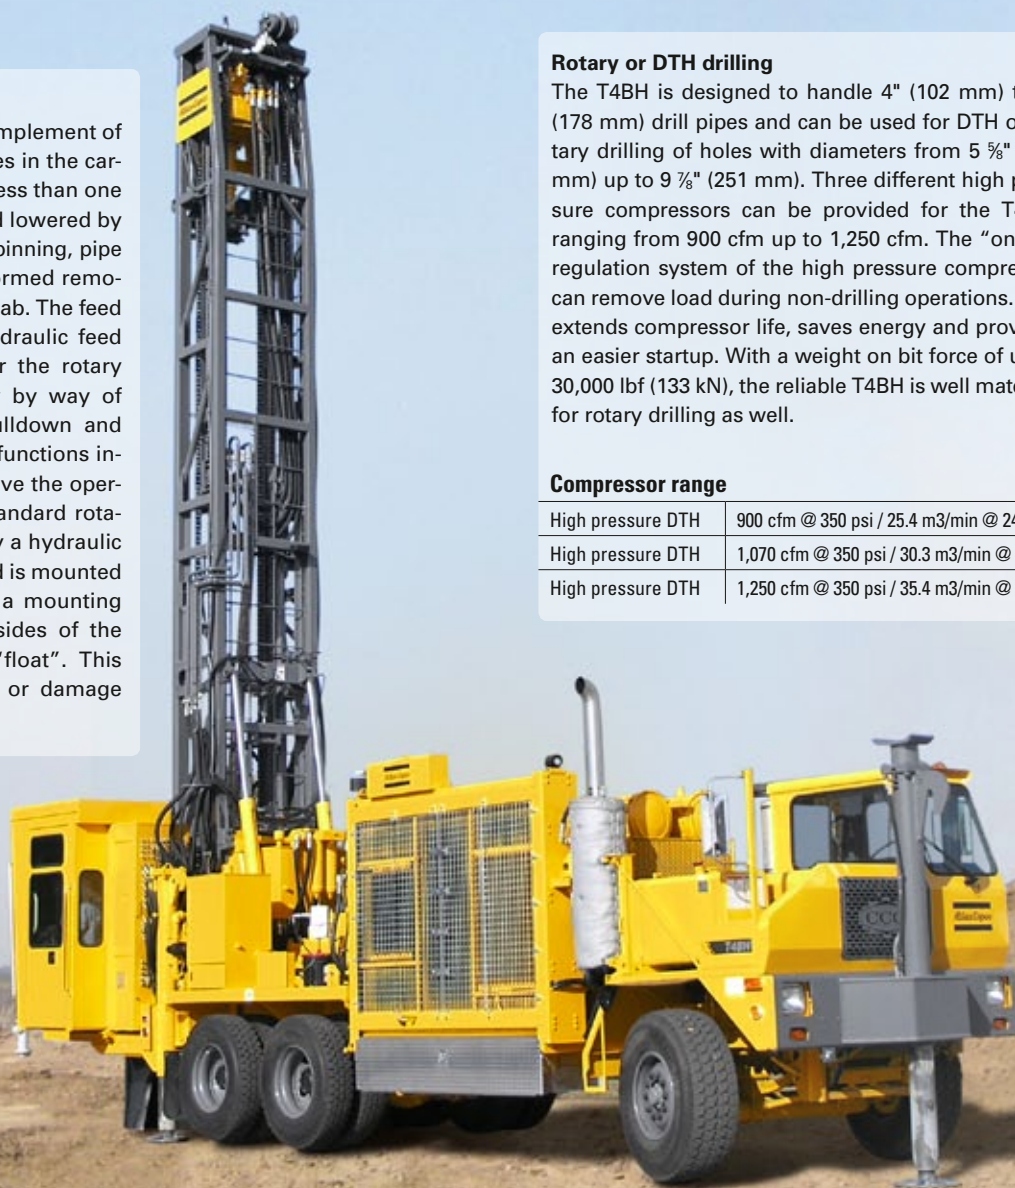 mplement of
es in the car-
ess than one
d lowered by
pinning, pipe
ormed remo-
ab. The feed
draulic feed
r the rotary
by way of
lldown and
functions in-
ve the oper-
andard rota-
y a hydraulic
d is mounted
a mounting
sides of the
"float". This
or damage
Rotary or DTH drilling
The T4BH is designed to handle 4" (102 mm) t
(178 mm) drill pipes and can be used for DTH o
tary drilling of holes with diameters from 5 ⅝"
mm) up to 9 ⅞" (251 mm). Three different high p
sure compressors can be provided for the T
ranging from 900 cfm up to 1,250 cfm. The “on
regulation system of the high pressure compre
can remove load during non-drilling operations.
extends compressor life, saves energy and prov
an easier startup. With a weight on bit force of u
30,000 lbf (133 kN), the reliable T4BH is well mat
for rotary drilling as well.
Compressor range
High pressure DTH 900 cfm @ 350 psi / 25.4 m3/min @ 24
High pressure DTH 1,070 cfm @ 350 psi / 30.3 m3/min @
High pressure DTH 1,250 cfm @ 350 psi / 35.4 m3/min @
Atlas Copco
T4BH
CCC
Atlas Copco